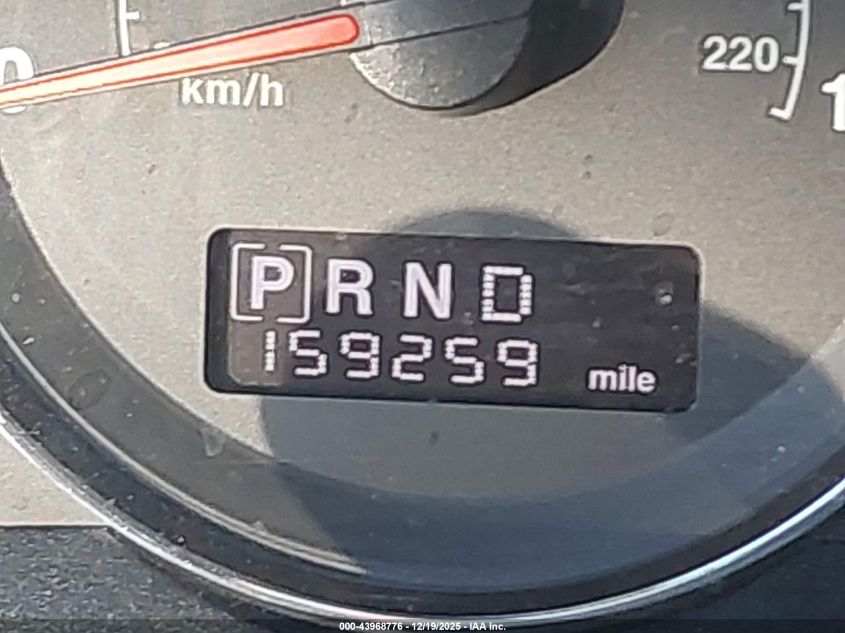 km/h
220
[P] R N D
159259
mile
000-43968776 - 12/19/2025 - IAA Inc.